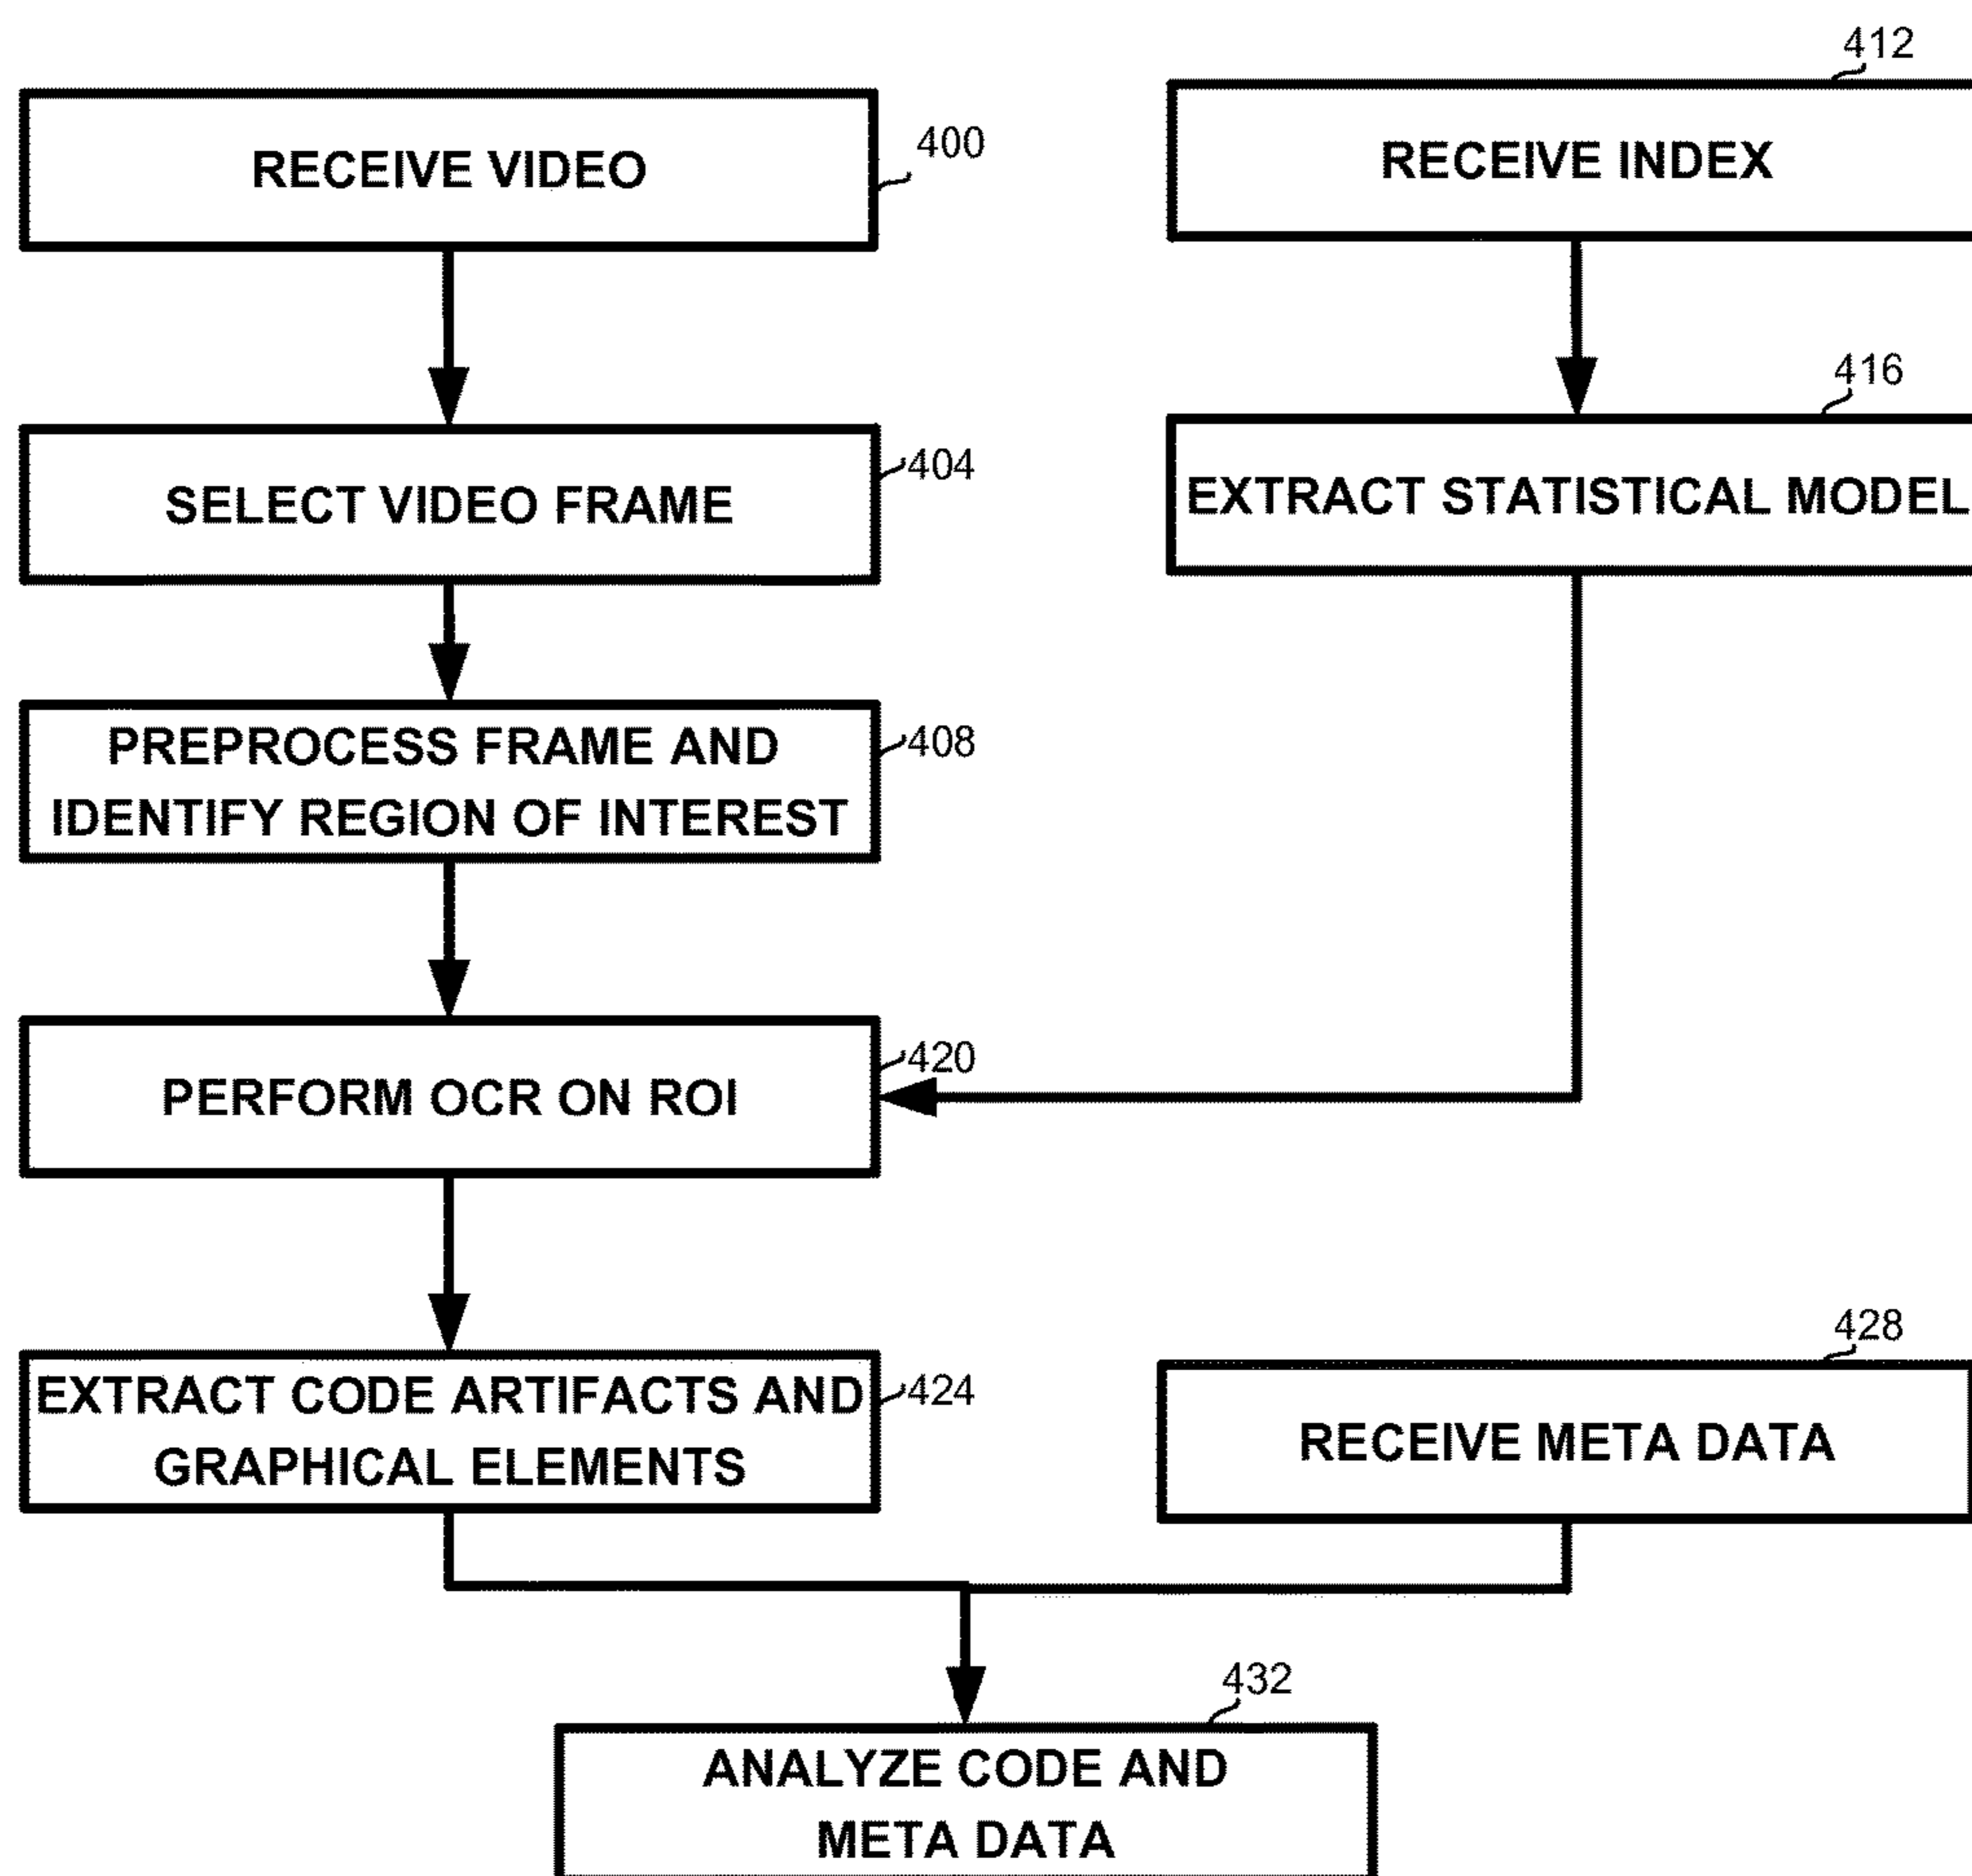 412
RECEIVE VIDEO
400
RECEIVE INDEX
416
SELECT VIDEO FRAME
404
EXTRACT STATISTICAL MODEL
PREPROCESS FRAME AND
IDENTIFY REGION OF INTEREST
408
PERFORM OCR ON ROI
420
EXTRACT CODE ARTIFACTS AND
GRAPHICAL ELEMENTS
424
428
RECEIVE META DATA
432
ANALYZE CODE AND
META DATA